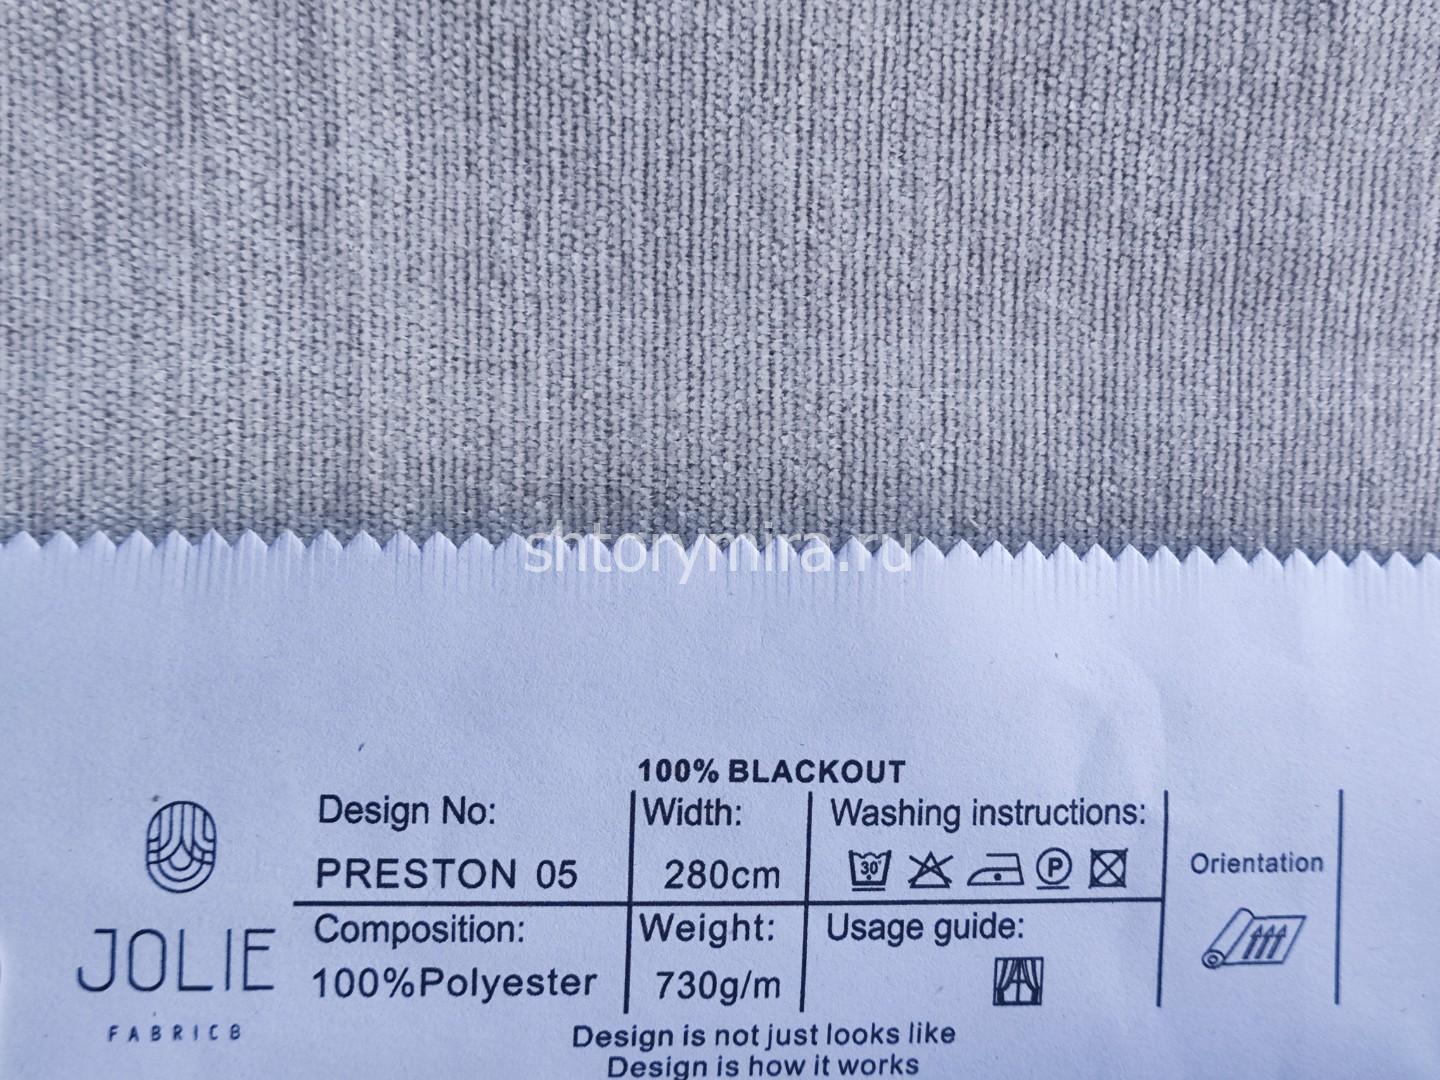 shtorymira.ru
100% BLACKOUT
Design No:
PRESTON 05
Width:
280cm
Washing instructions:
30°
P
Orientation
Composition:
100%Polyester
Weight:
730g/m
Usage guide:
JOLIE
FABRICS
Design is not just looks like
Design is how it works